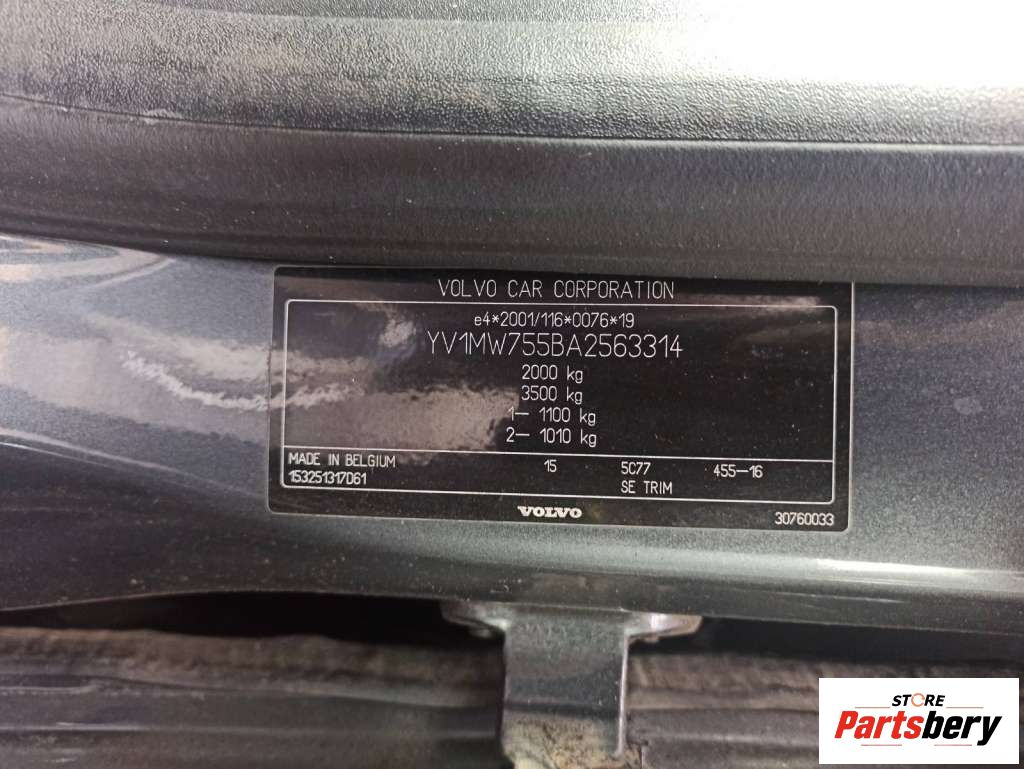 VOLVO CAR CORPORATION
e4*2001/116*0076*19
YV1MW755BA2563314
2000 kg
3500 kg
1— 1100 kg
2— 1010 kg
MADE IN BELGIUM 15 5C77 455—16
153251317061 SE TRIM
VOLVO
30760033
STORE
Partsbery